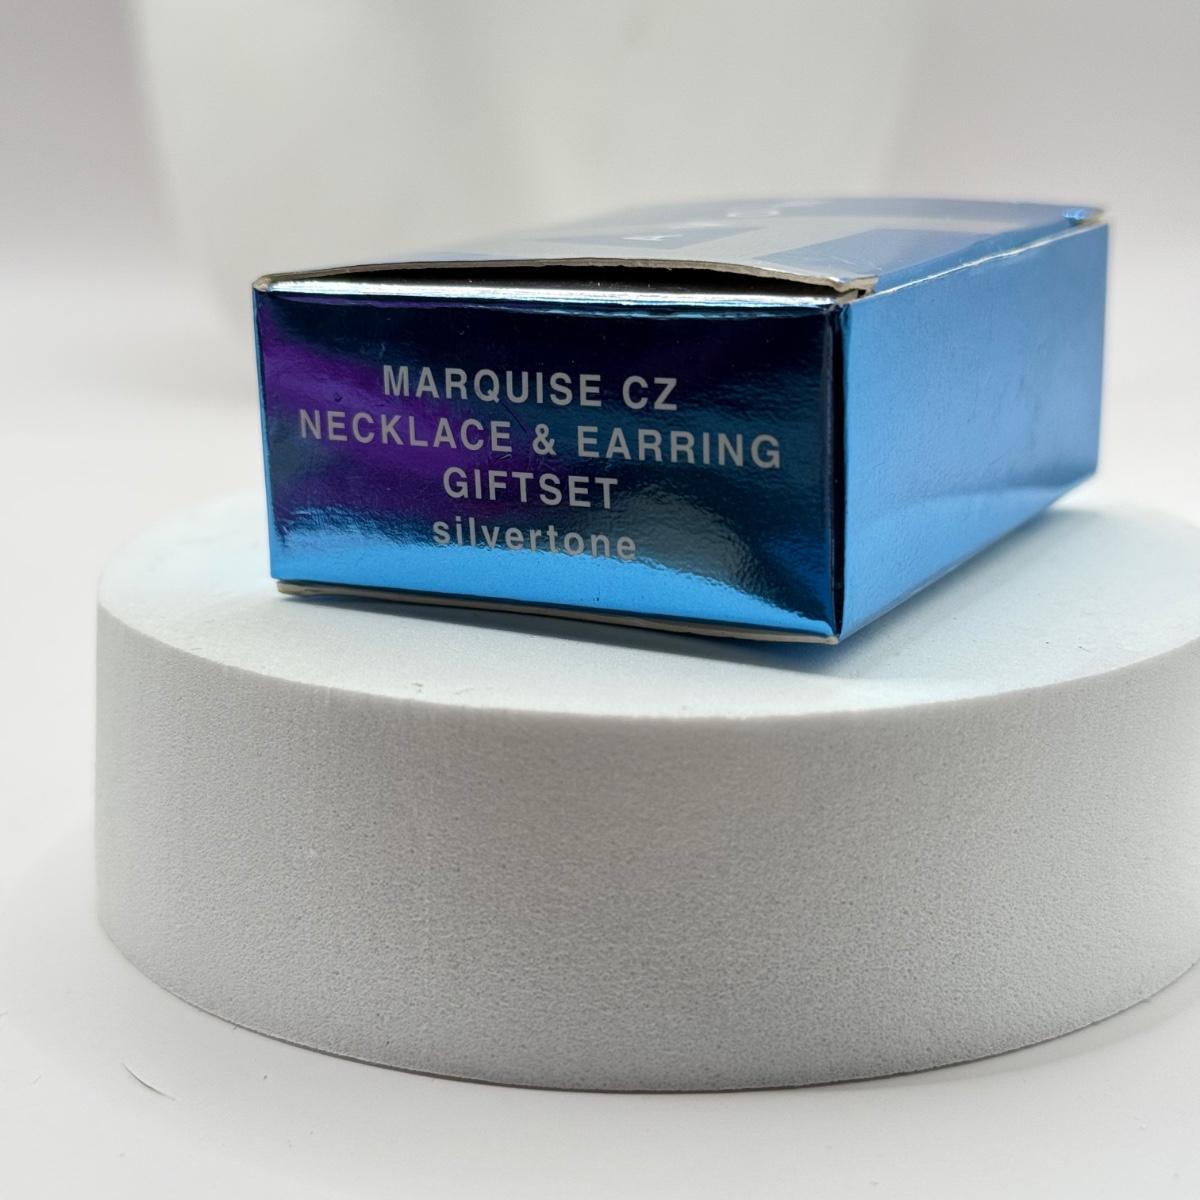 MARQUISE CZ
NECKLACE & EARRING
GIFTSET
silvertone